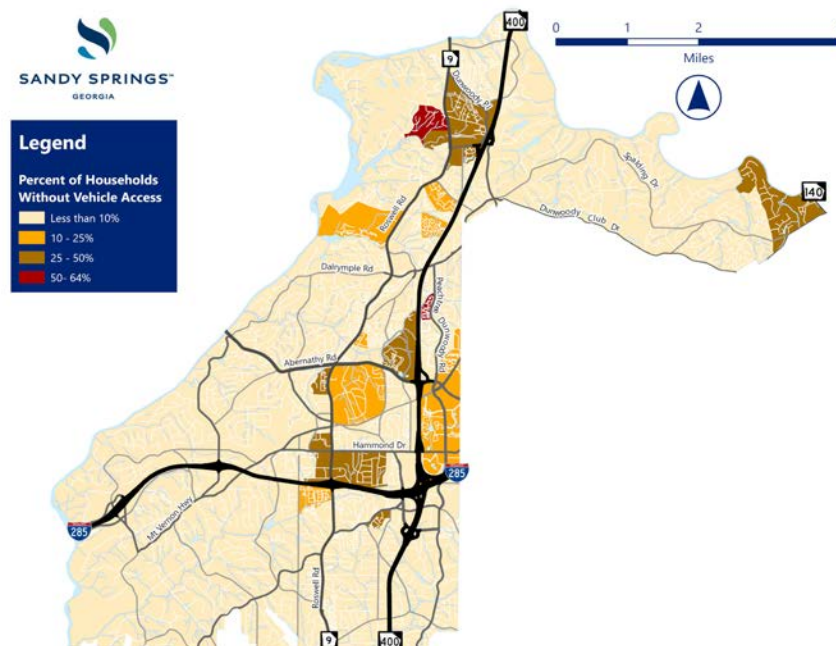 SANDY SPRINGS™
GEORGIA
Legend
Percent of Households
Without Vehicle Access
Less than 10%
10 - 25%
25 - 50%
50- 64%
0 1 2
Miles
400
9
Dunwoody Pl
Spalding Dr
140
Roswell Rd
Dunwoody Club Dr
Dalrymple Rd
Peachtree Dunwoody Rd
Abernathy Rd
Hammond Dr
285
Mt Vernon Hwy
285
Roswell Rd
9
400